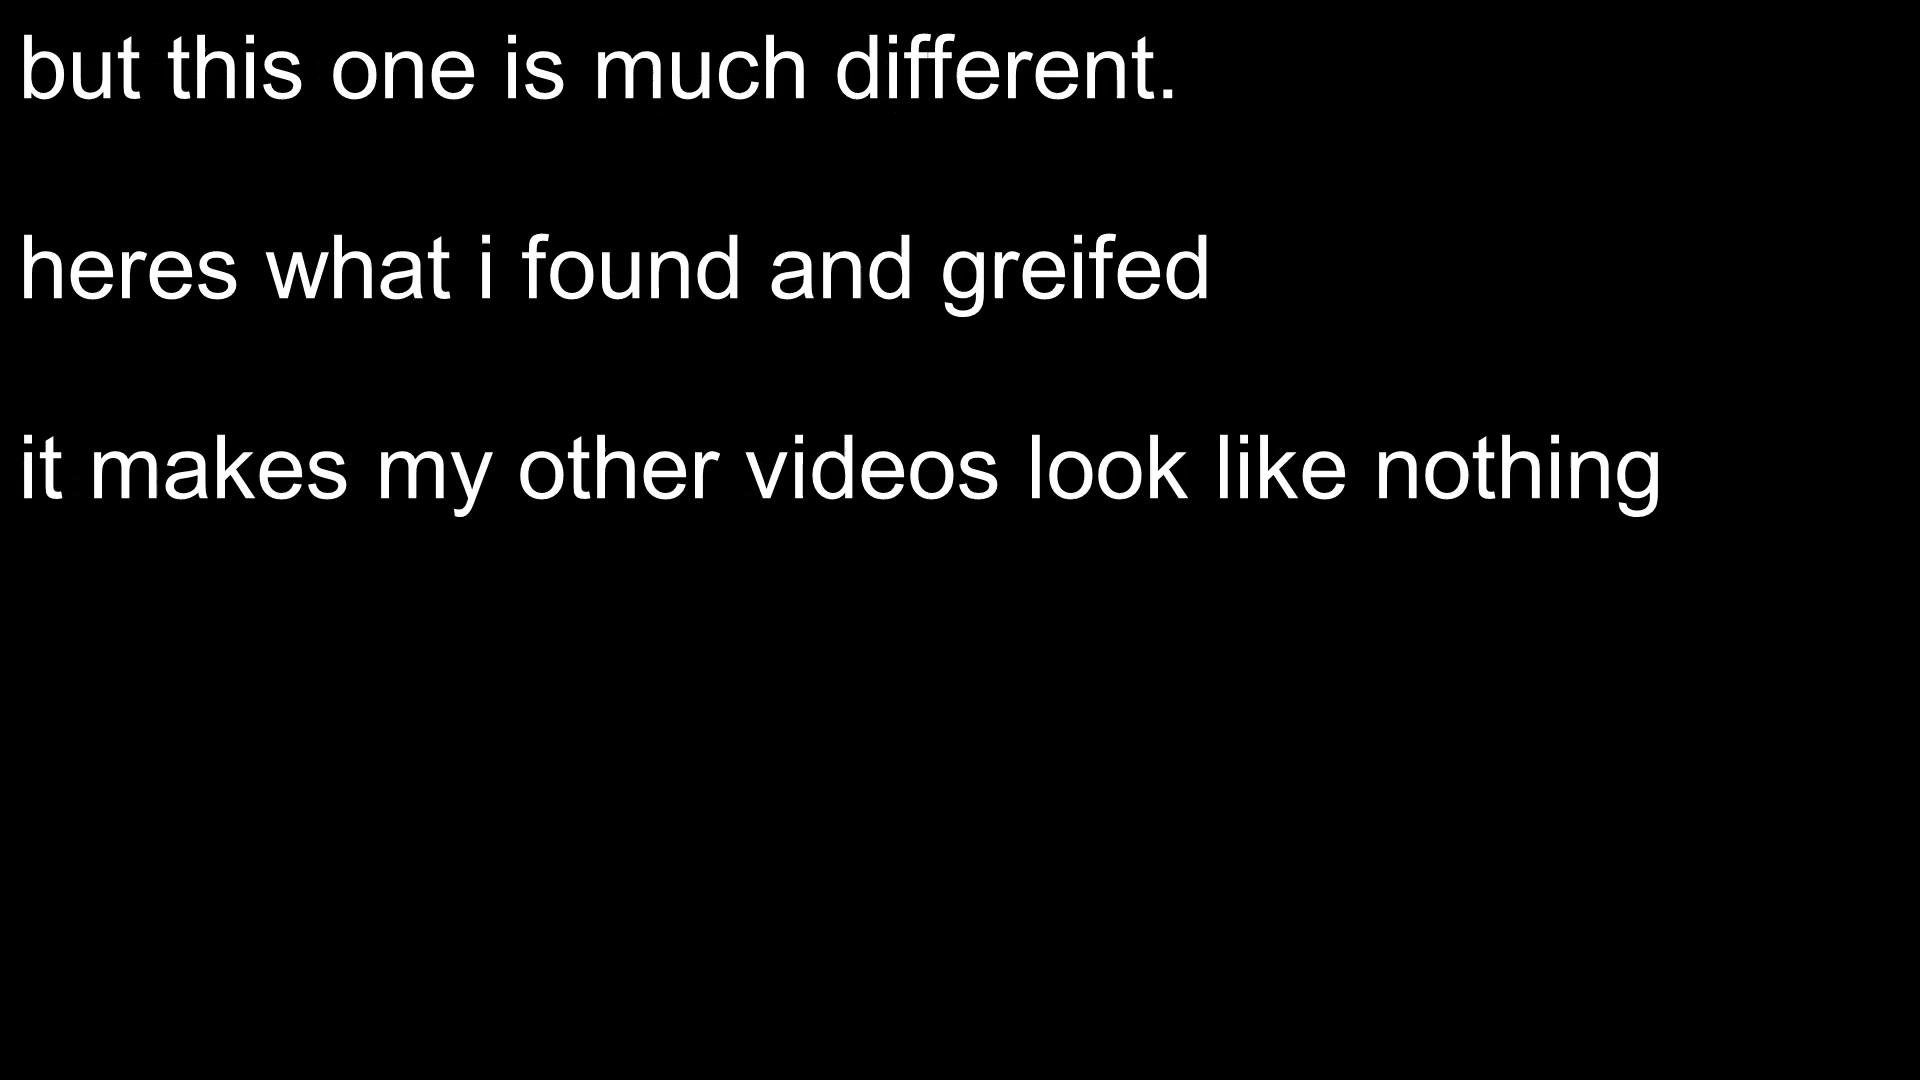 but this one is much different.
heres what i found and greifed
it makes my other videos look like nothing